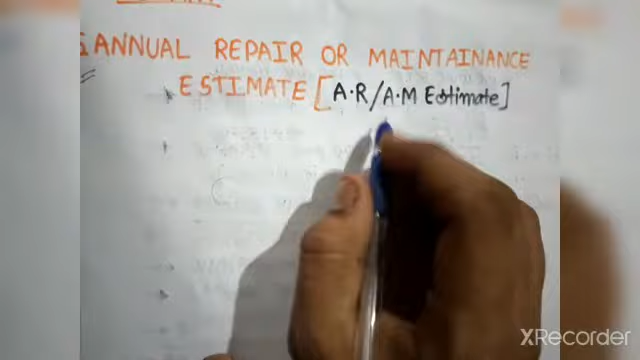 ANNUAL REPAIR OR MAINTAINANCE
ESTIMATE [A.R/A.M Estimate]
XRecorder